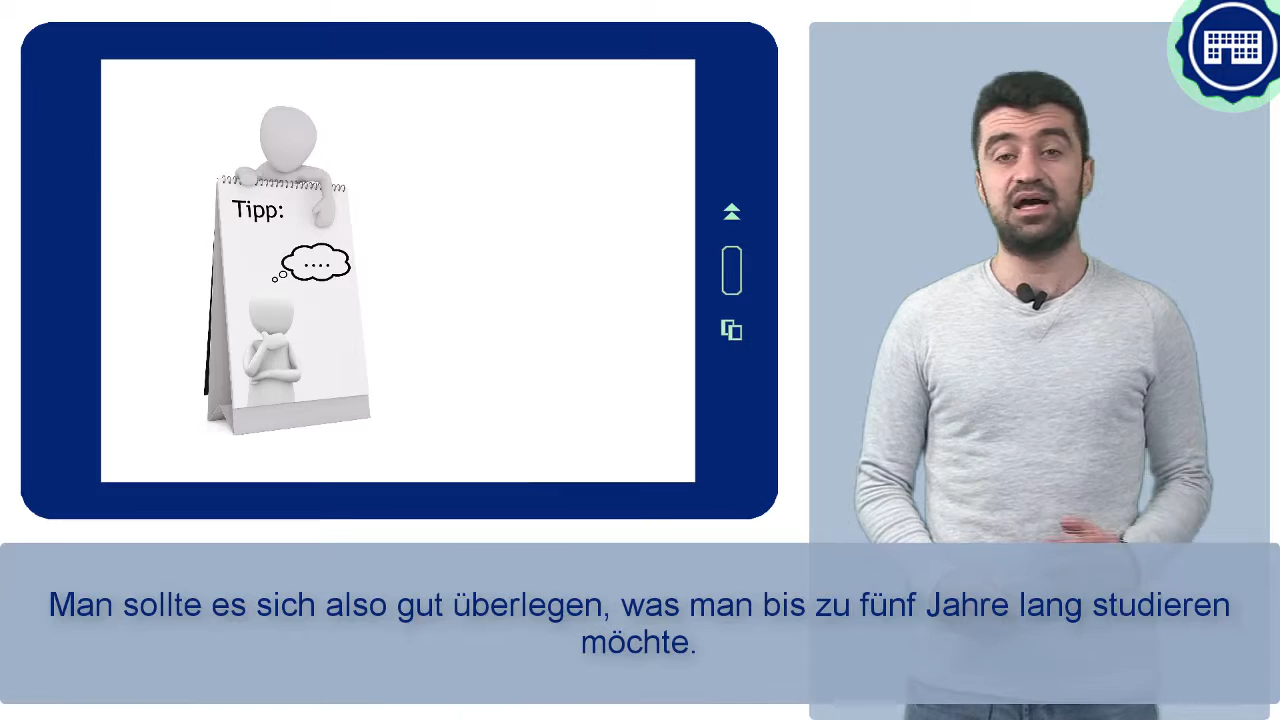 Tipp:
....
Man sollte es sich also gut überlegen, was man bis zu fünf Jahre lang studieren
möchte.